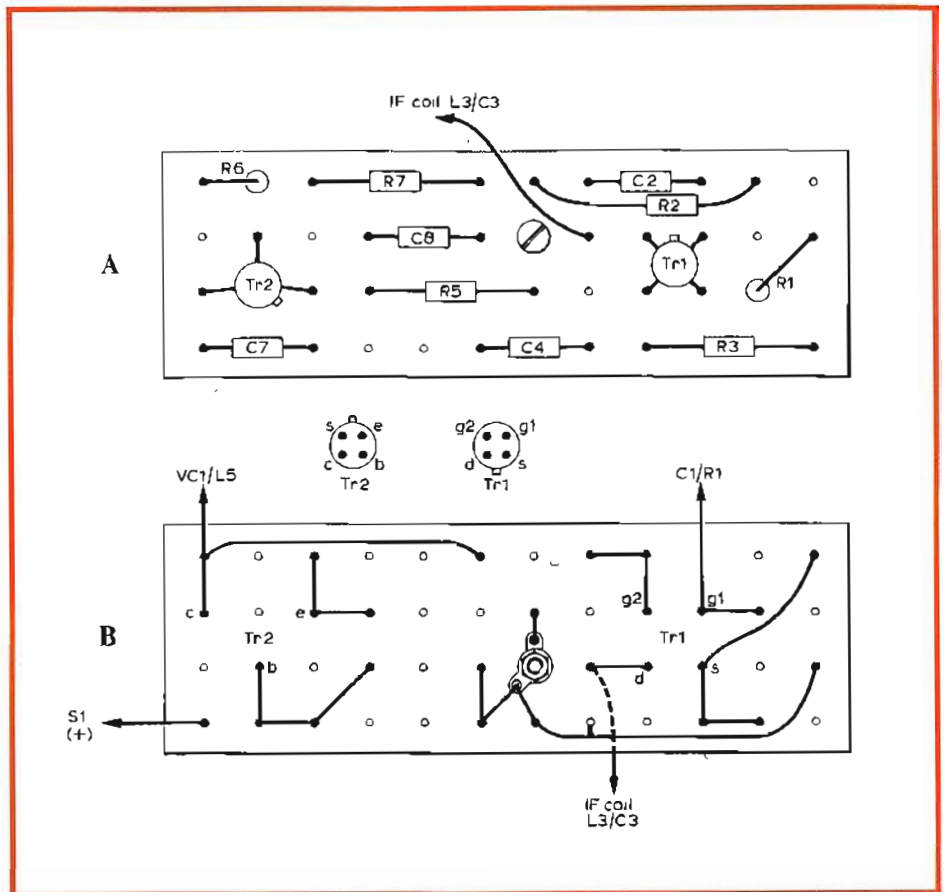 IF coil L3/C3
R6
R7
C2
R2
A
C8
Tr1
R1
Tr2
R5
C7
C4
R3
s e
c b
Tr2
g2 g1
d s
Tr1
VC1/L5
C1/R1
B
c
e
g2
g1
Tr2
Tr1
b
d
s
S1
(+)
IF coil
L3/C3